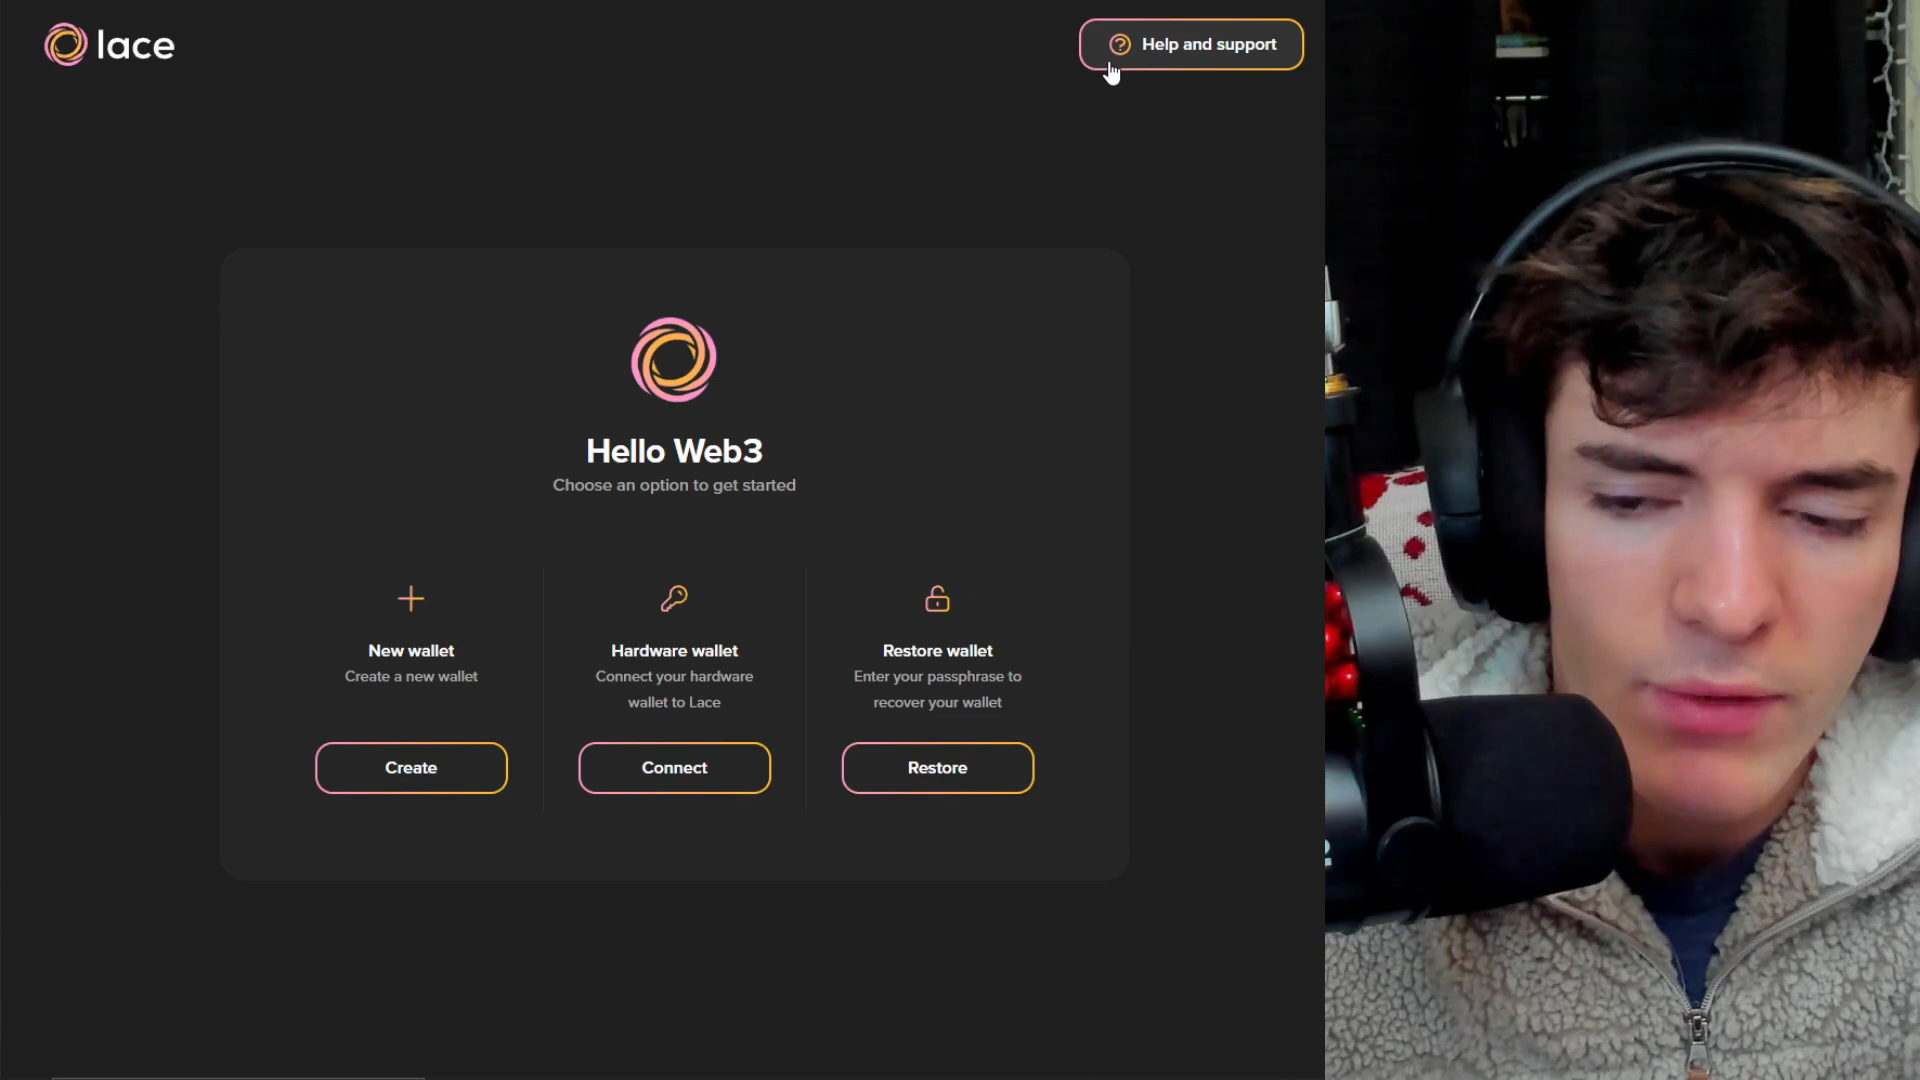 lace
Help and support
Hello Web3
Choose an option to get started
New wallet
Create a new wallet
Create
Hardware wallet
Connect your hardware
wallet to Lace
Connect
Restore wallet
Enter your passphrase to
recover your wallet
Restore